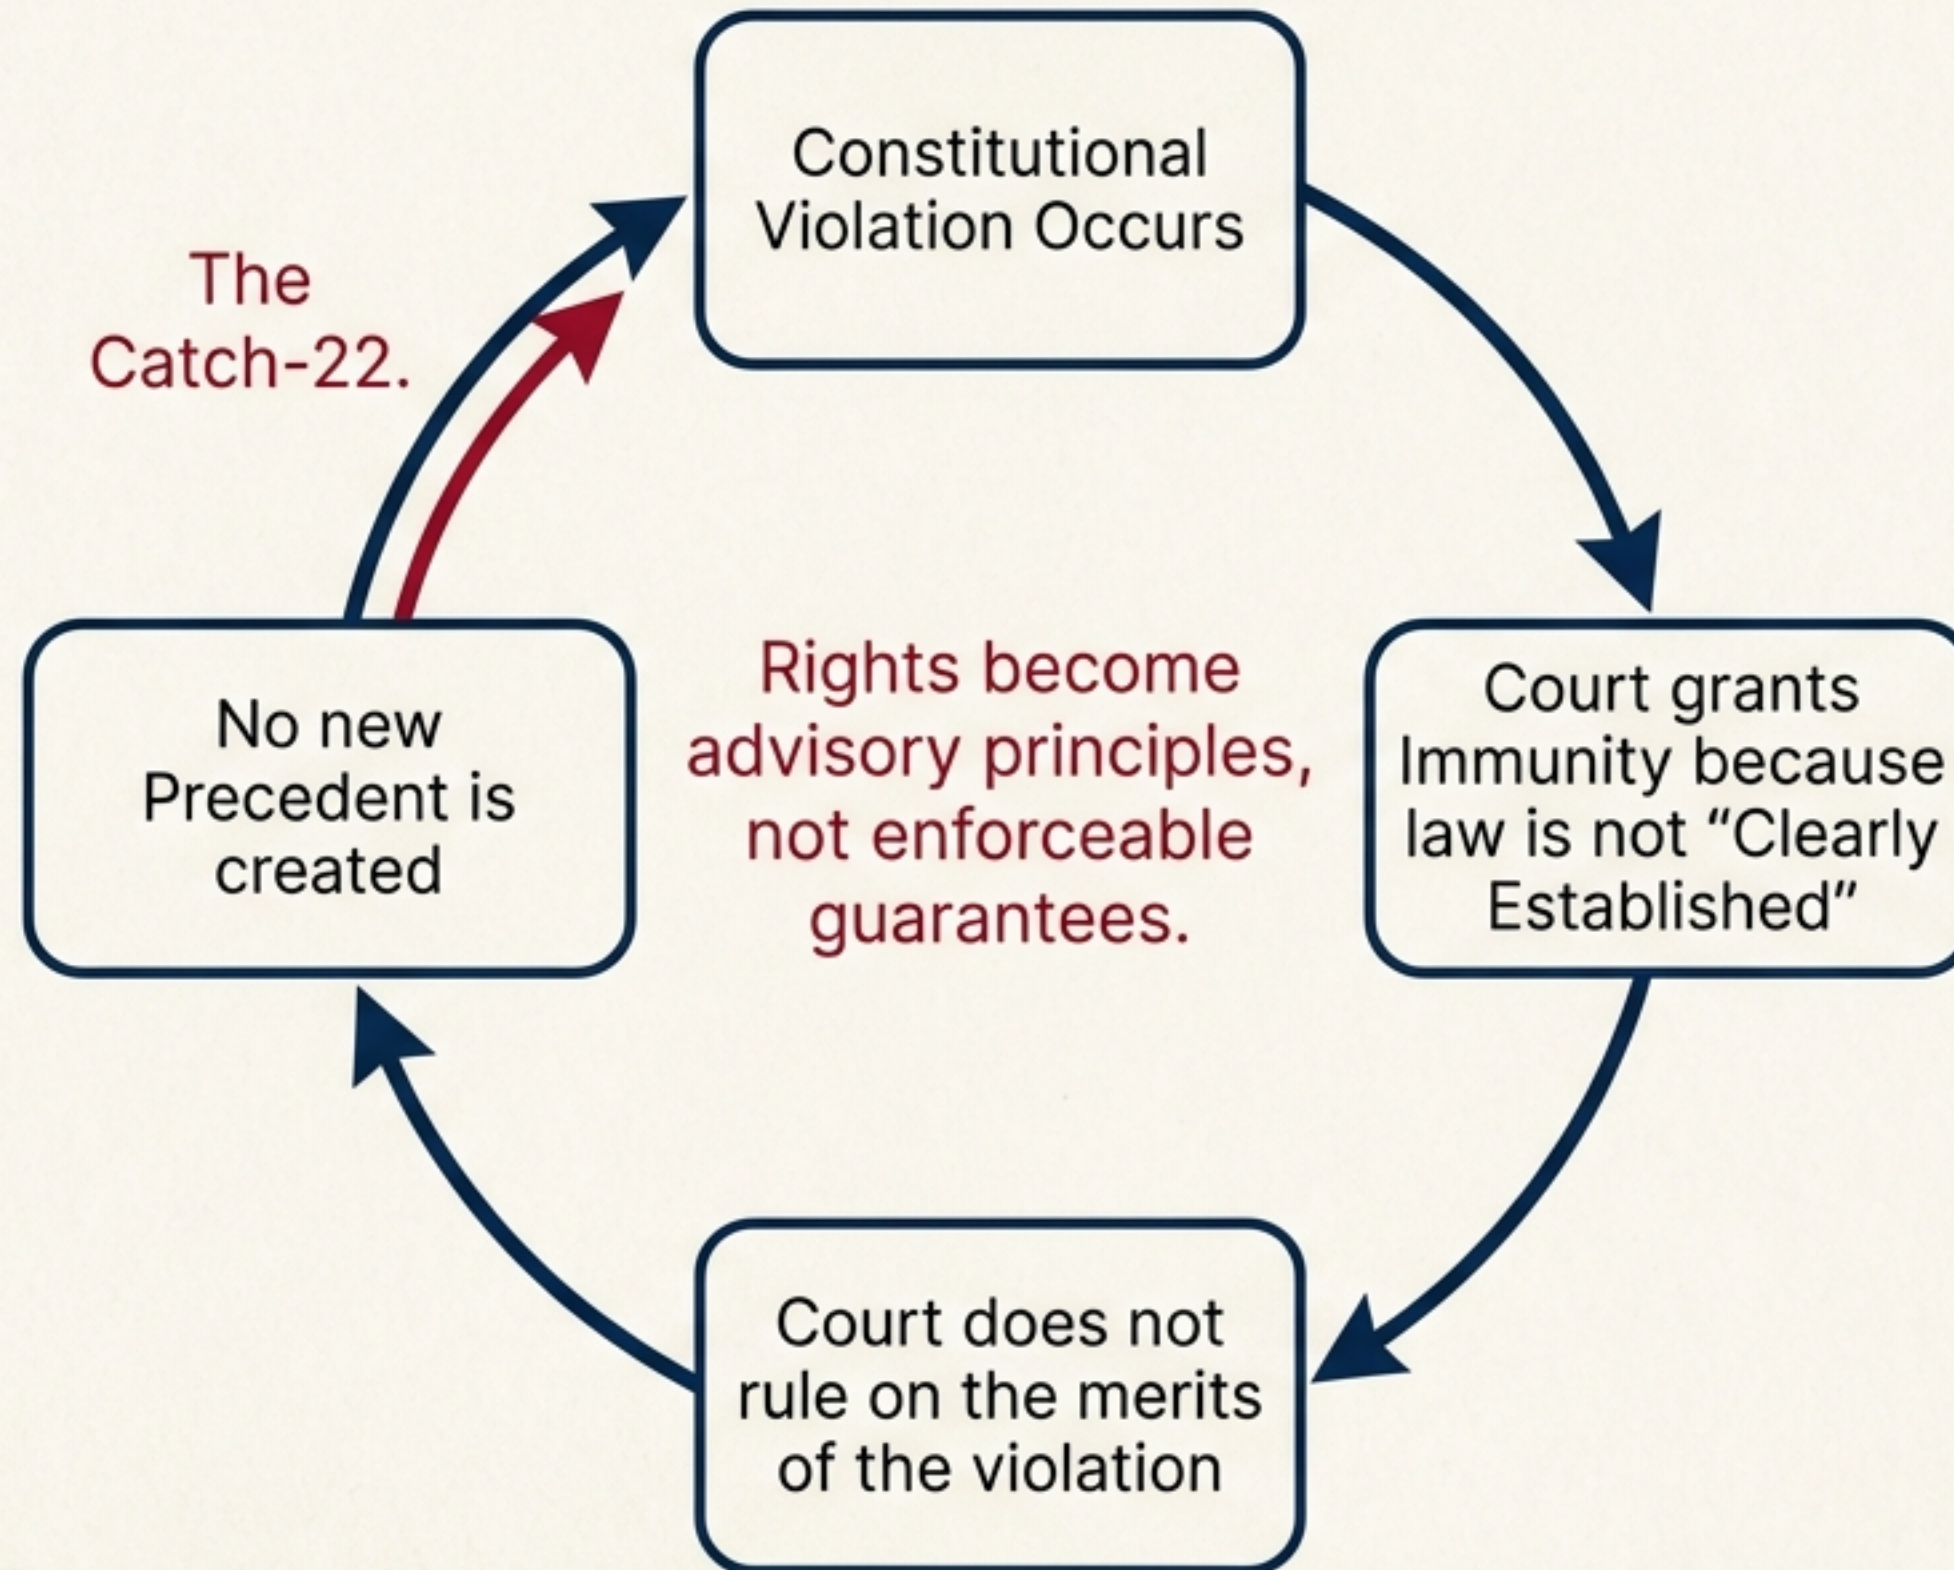 Constitutional
Violation Occurs
The
Catch-22.
Rights become
advisory principles,
not enforceable
guarantees.
Court grants
Immunity because
law is not “Clearly
Established”
No new
Precedent is
created
Court does not
rule on the merits
of the violation